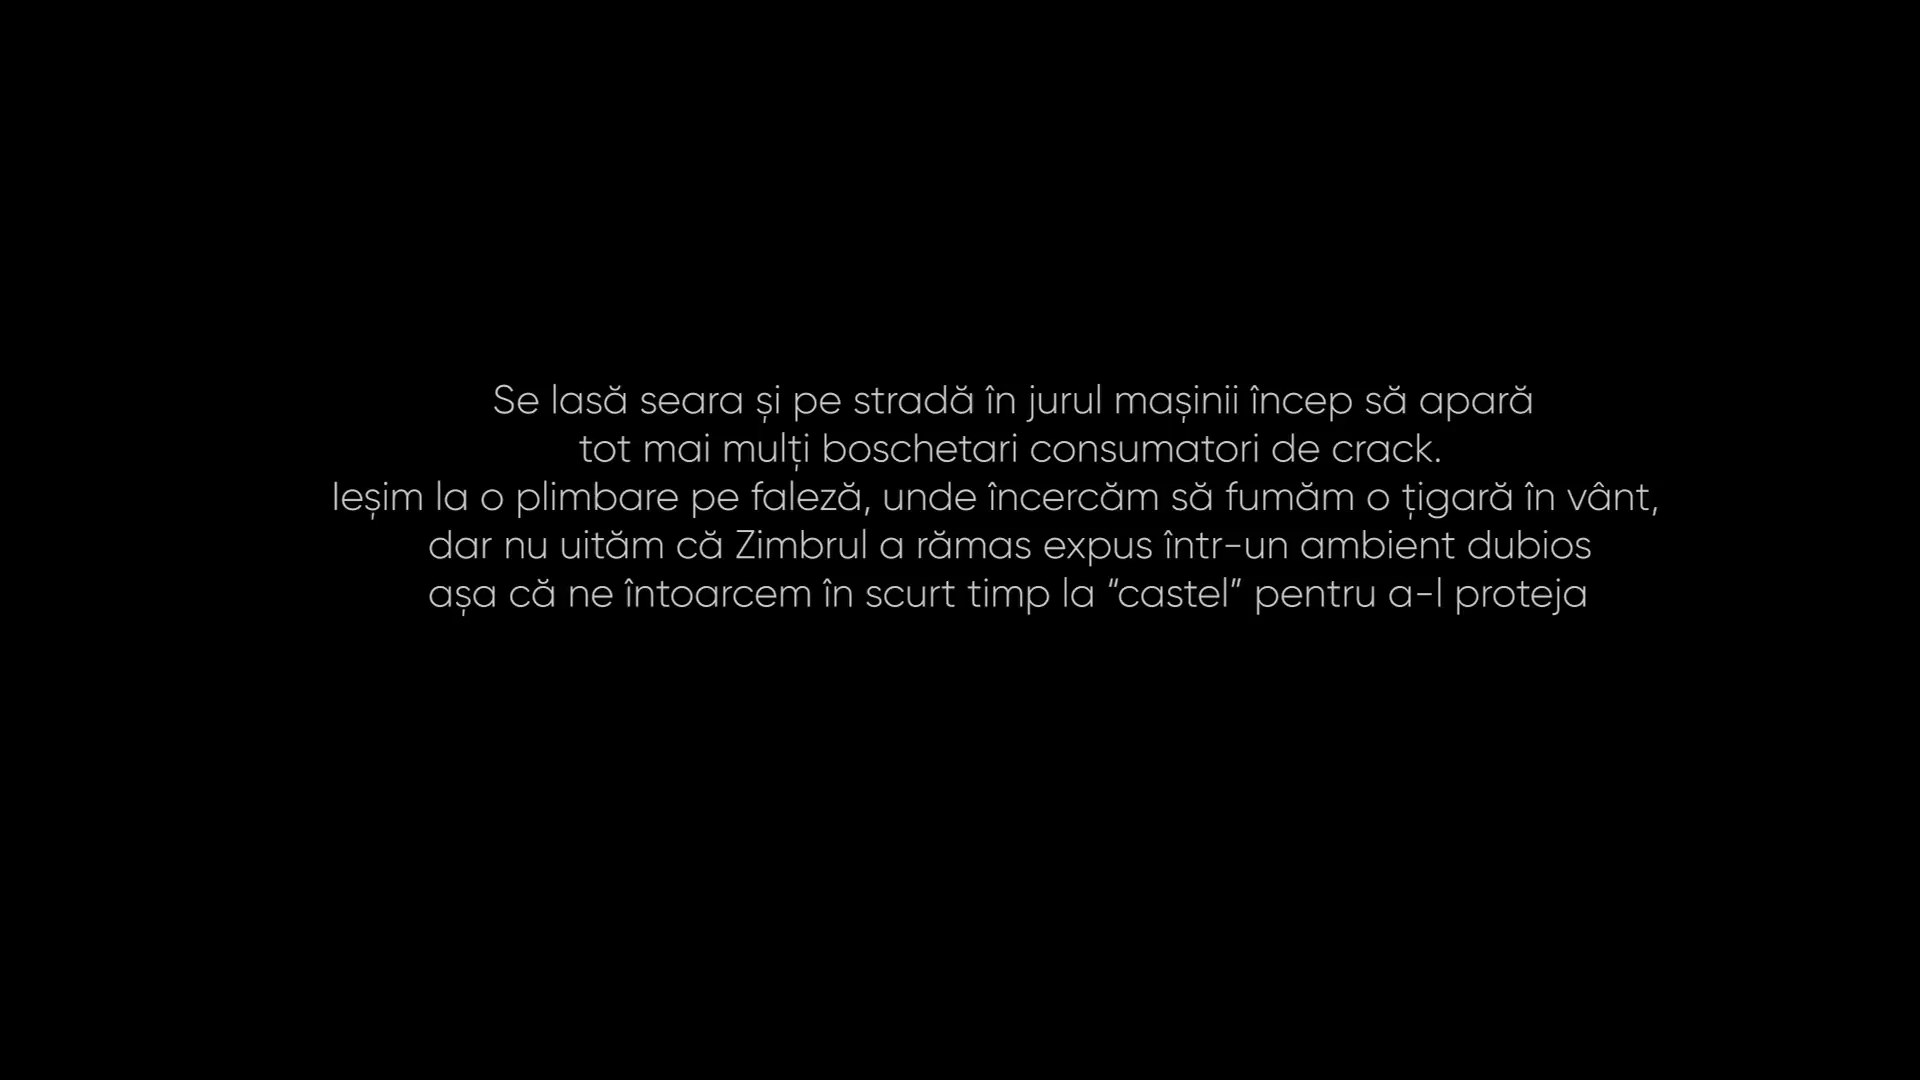 Se lasă seara și pe stradă în jurul mașinii încep să apară
tot mai mulți boschetari consumatori de crack.
Ieșim la o plimbare pe faleză, unde încercăm să fumăm o țigară în vânt,
dar nu uităm că Zimbrul a rămas expus într-un ambient dubios
așa că ne întoarcem în scurt timp la “castel” pentru a-l proteja